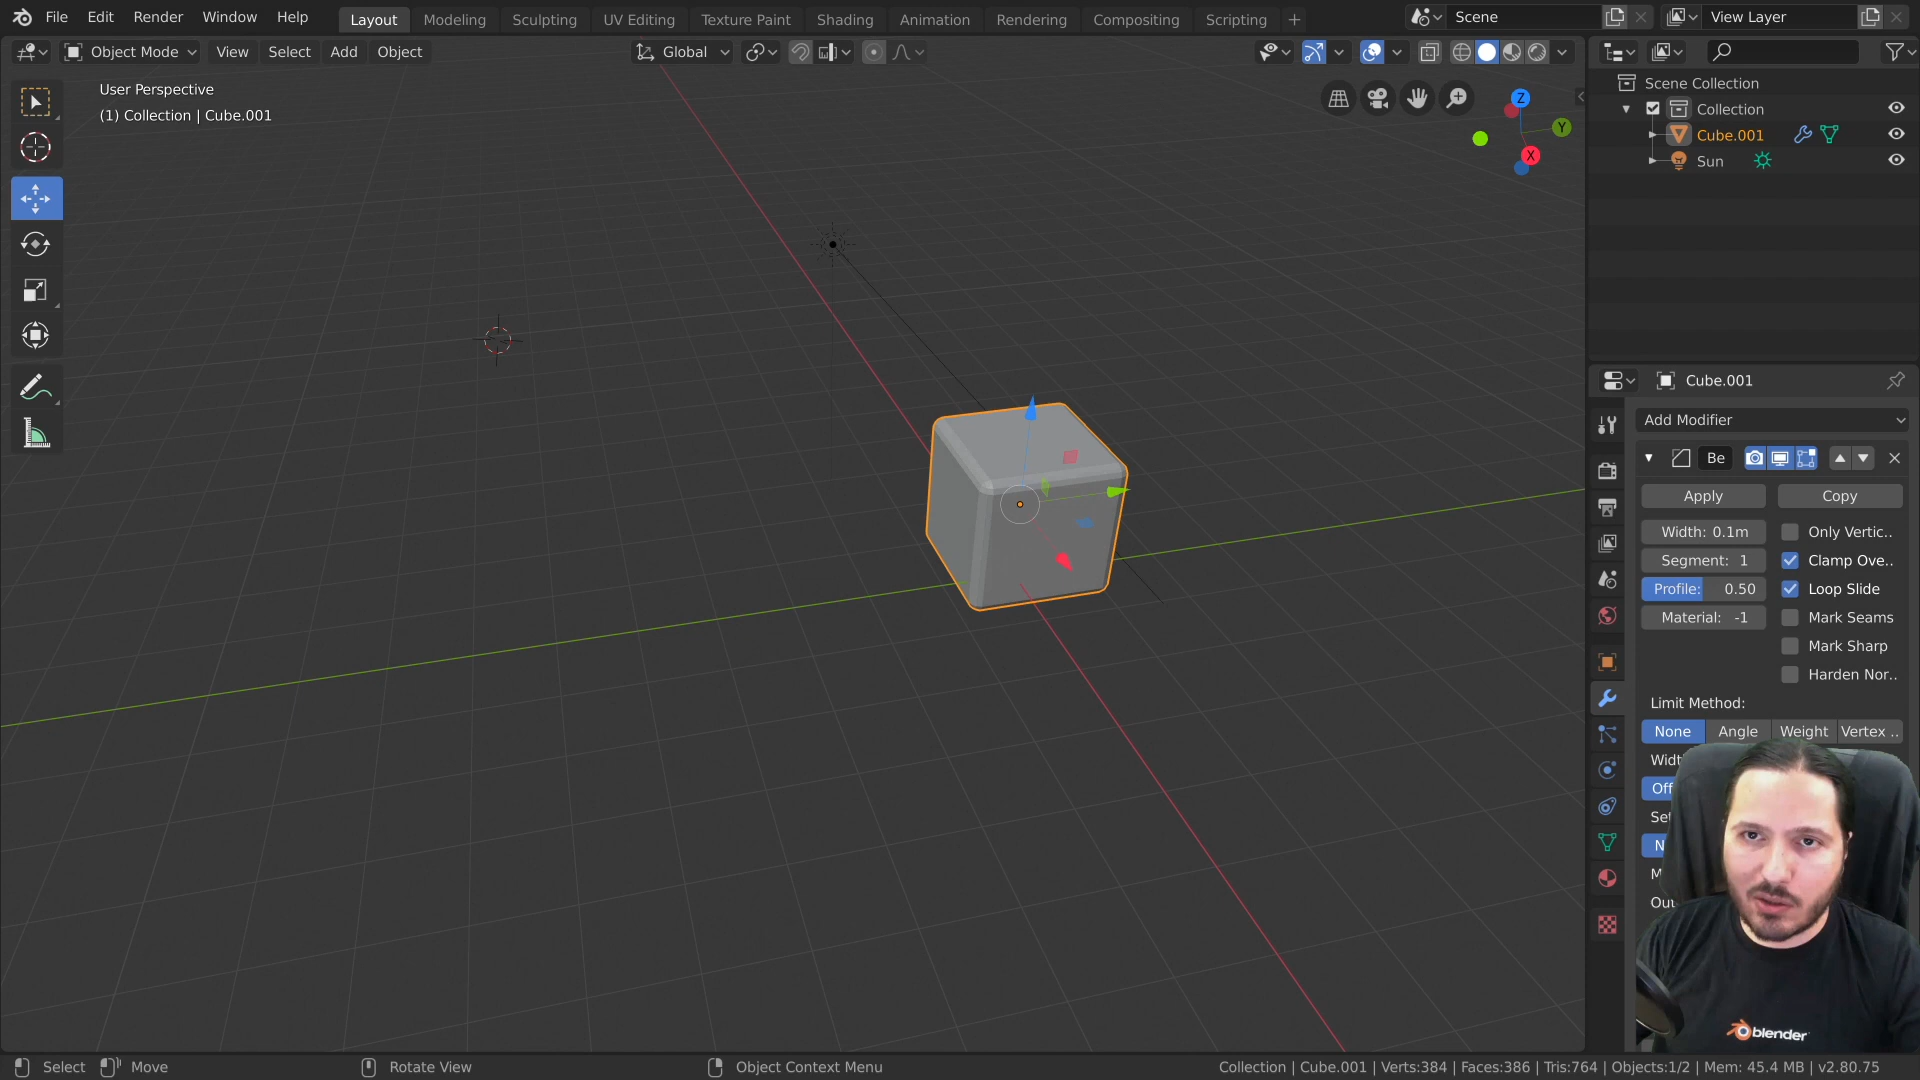 File Edit Render Window Help Layout Modeling Sculpting UV Editing Texture Paint Shading Animation Rendering Compositing Scripting + Scene View Layer
Object Mode View Select Add Object Global
User Perspective
(1) Collection | Cube.001
Z
Y
X
Scene Collection
Collection
Cube.001
Sun
Cube.001
Add Modifier
Be
Apply Copy
Width: 0.1m Only Vertic..
Segment: 1 Clamp Ove..
Profile: 0.50 Loop Slide
Material: -1 Mark Seams
Mark Sharp
Harden Nor..
Limit Method:
None Angle Weight Vertex ..
blender
Select Move Rotate View Object Context Menu Collection | Cube.001 | Verts:384 | Faces:386 | Tris:764 | Objects:1/2 | Mem: 45.4 MB | v2.80.75